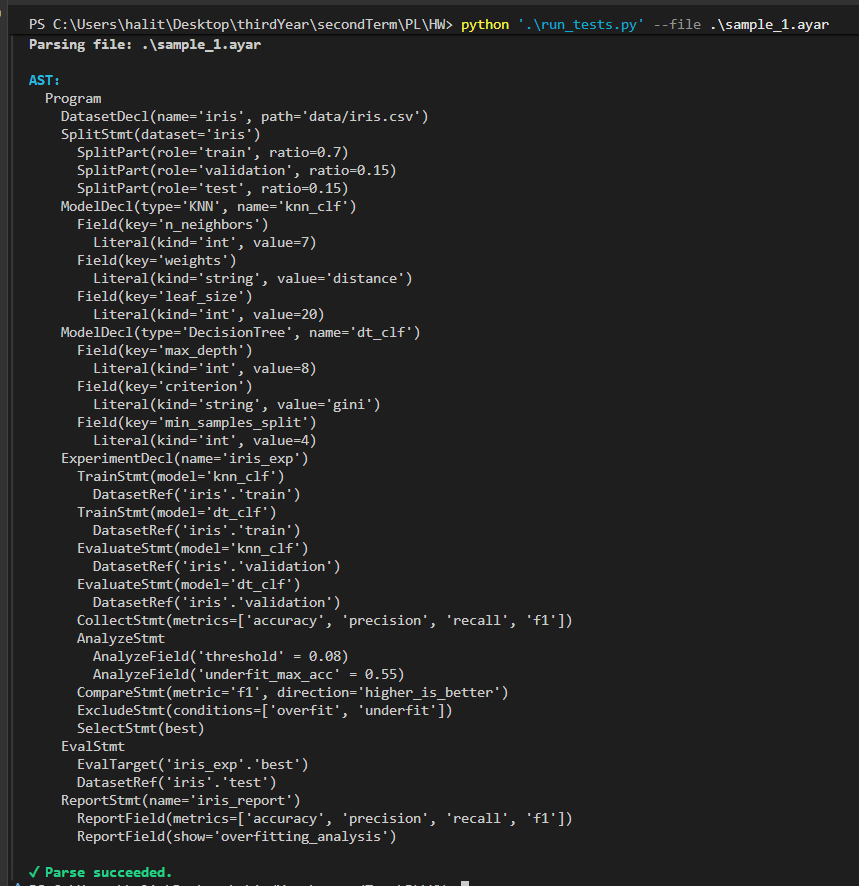 PS C:\Users\halit\Desktop\thirdYear\secondTerm\PL\HW> python '.\run_tests.py' --file .\sample_1.ayar
Parsing file: .\sample_1.ayar
AST:
Program
DatasetDecl(name='iris', path='data/iris.csv')
SplitStmt(dataset='iris')
SplitPart(role='train', ratio=0.7)
SplitPart(role='validation', ratio=0.15)
SplitPart(role='test', ratio=0.15)
ModelDecl(type='KNN', name='knn_clf')
Field(key='n_neighbors')
Literal(kind='int', value=7)
Field(key='weights')
Literal(kind='string', value='distance')
Field(key='leaf_size')
Literal(kind='int', value=20)
ModelDecl(type='DecisionTree', name='dt_clf')
Field(key='max_depth')
Literal(kind='int', value=8)
Field(key='criterion')
Literal(kind='string', value='gini')
Field(key='min_samples_split')
Literal(kind='int', value=4)
ExperimentDecl(name='iris_exp')
TrainStmt(model='knn_clf')
DatasetRef('iris'.'train')
TrainStmt(model='dt_clf')
DatasetRef('iris'.'train')
EvaluateStmt(model='knn_clf')
DatasetRef('iris'.'validation')
EvaluateStmt(model='dt_clf')
DatasetRef('iris'.'validation')
CollectStmt(metrics=['accuracy', 'precision', 'recall', 'f1'])
AnalyzeStmt
AnalyzeField('threshold' = 0.08)
AnalyzeField('underfit_max_acc' = 0.55)
CompareStmt(metric='f1', direction='higher_is_better')
ExcludeStmt(conditions=['overfit', 'underfit'])
SelectStmt(best)
EvalStmt
EvalTarget('iris_exp'.'best')
DatasetRef('iris'.'test')
ReportStmt(name='iris_report')
ReportField(metrics=['accuracy', 'precision', 'recall', 'f1'])
ReportField(show='overfitting_analysis')
✓ Parse succeeded.